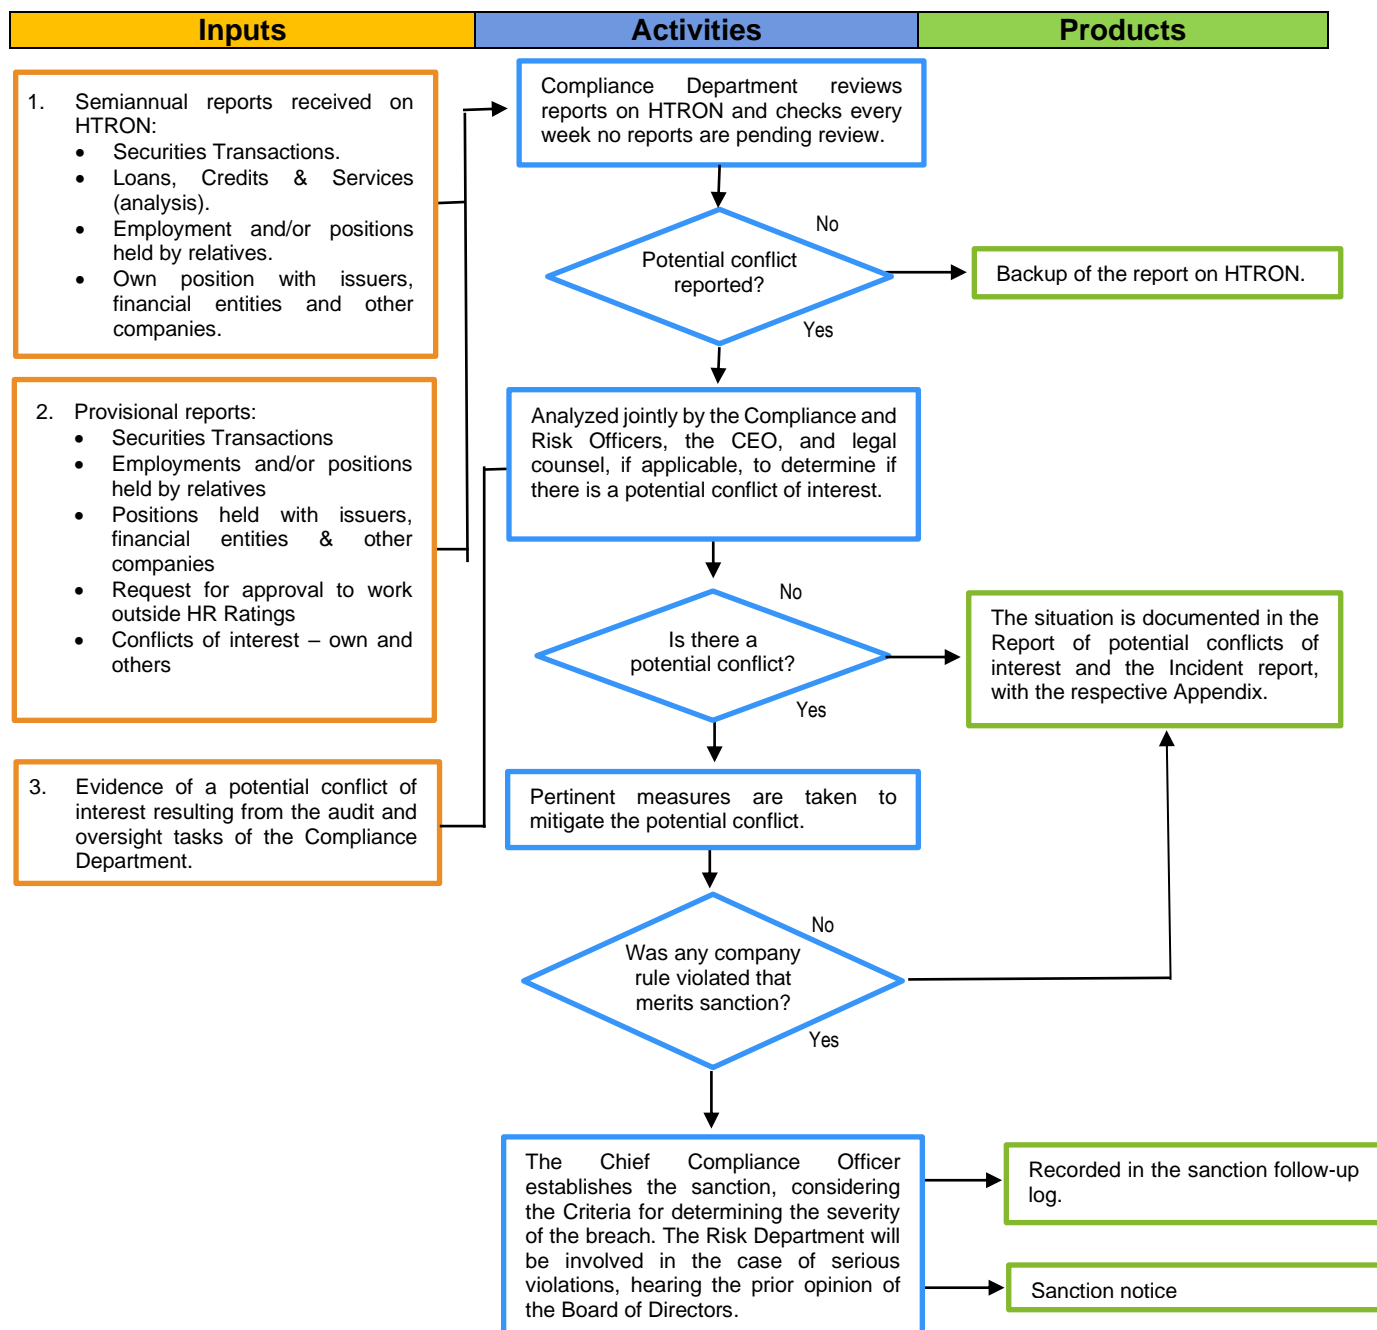 Inputs
Activities
Products
1. Semiannual reports received on
HTRON:
• Securities Transactions.
• Loans, Credits & Services
(analysis).
• Employment and/or positions
held by relatives.
• Own position with issuers,
financial entities and other
companies.
2. Provisional reports:
• Securities Transactions
• Employments and/or positions
held by relatives
• Positions held with issuers,
financial entities & other
companies
• Request for approval to work
outside HR Ratings
• Conflicts of interest – own and
others
3. Evidence of a potential conflict of
interest resulting from the audit and
oversight tasks of the Compliance
Department.
Compliance Department reviews
reports on HTRON and checks every
week no reports are pending review.
Potential conflict
reported?
No
Yes
Backup of the report on HTRON.
Analyzed jointly by the Compliance and
Risk Officers, the CEO, and legal
counsel, if applicable, to determine if
there is a potential conflict of interest.
Is there a
potential conflict?
No
Yes
The situation is documented in the
Report of potential conflicts of
interest and the Incident report,
with the respective Appendix.
Pertinent measures are taken to
mitigate the potential conflict.
Was any company
rule violated that
merits sanction?
No
Yes
The Chief Compliance Officer
establishes the sanction, considering
the Criteria for determining the severity
of the breach. The Risk Department will
be involved in the case of serious
violations, hearing the prior opinion of
the Board of Directors.
Recorded in the sanction follow-up
log.
Sanction notice